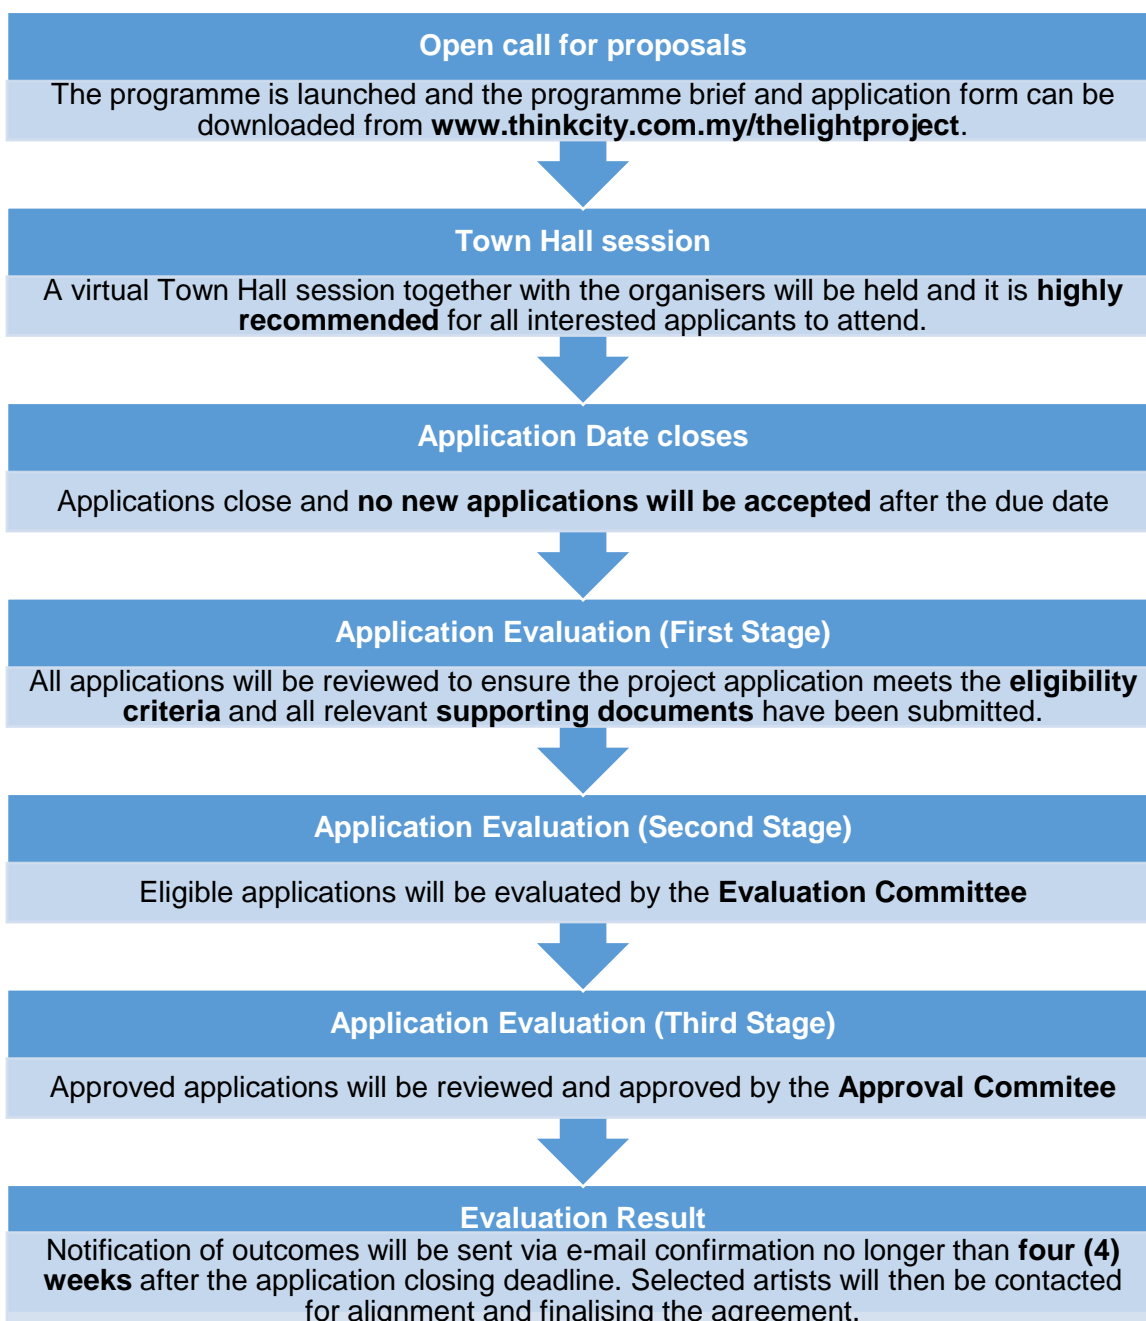 Open call for proposals
The programme is launched and the programme brief and application form can be
downloaded from www.thinkcity.com.my/thelightproject.
Town Hall session
A virtual Town Hall session together with the organisers will be held and it is highly
recommended for all interested applicants to attend.
Application Date closes
Applications close and no new applications will be accepted after the due date
Application Evaluation (First Stage)
All applications will be reviewed to ensure the project application meets the eligibility
criteria and all relevant supporting documents have been submitted.
Application Evaluation (Second Stage)
Eligible applications will be evaluated by the Evaluation Committee
Application Evaluation (Third Stage)
Approved applications will be reviewed and approved by the Approval Commitee
Evaluation Result
Notification of outcomes will be sent via e-mail confirmation no longer than four (4)
weeks after the application closing deadline. Selected artists will then be contacted
for alignment and finalising the agreement.